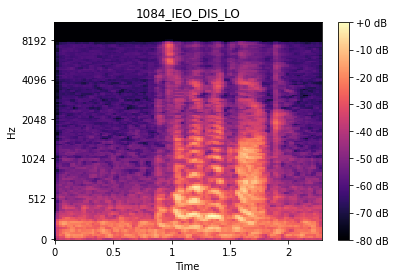 1084_IEO_DIS_LO
8192
4096
2048
1024
512
0
Hz
0
0.5
1
1.5
2
Time
+0 dB
-10 dB
-20 dB
-30 dB
-40 dB
-50 dB
-60 dB
-70 dB
-80 dB